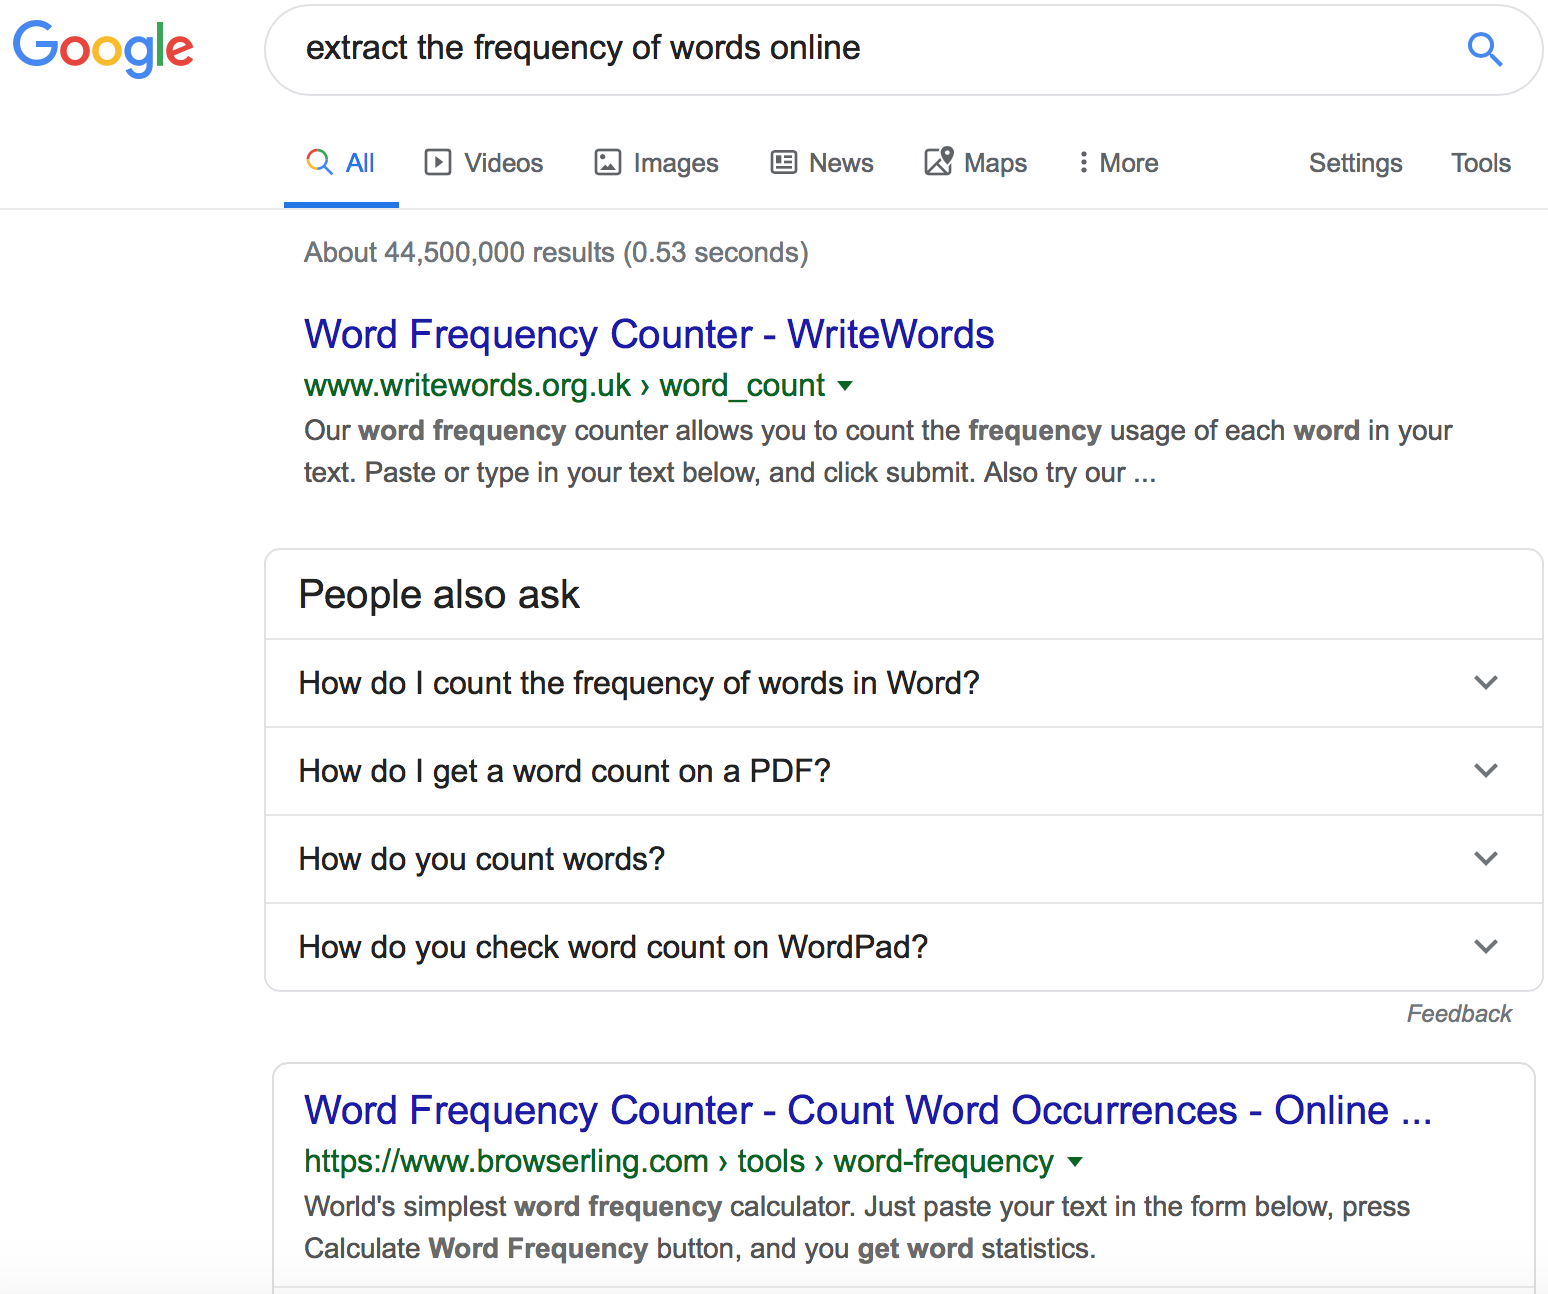 Google
extract the frequency of words online
All Videos Images News Maps More Settings Tools
About 44,500,000 results (0.53 seconds)
Word Frequency Counter - WriteWords
www.writewords.org.uk › word_count
Our word frequency counter allows you to count the frequency usage of each word in your
text. Paste or type in your text below, and click submit. Also try our ...
People also ask
How do I count the frequency of words in Word?
How do I get a word count on a PDF?
How do you count words?
How do you check word count on WordPad?
Feedback
Word Frequency Counter - Count Word Occurrences - Online ...
https://www.browserling.com › tools › word-frequency
World's simplest word frequency calculator. Just paste your text in the form below, press
Calculate Word Frequency button, and you get word statistics.